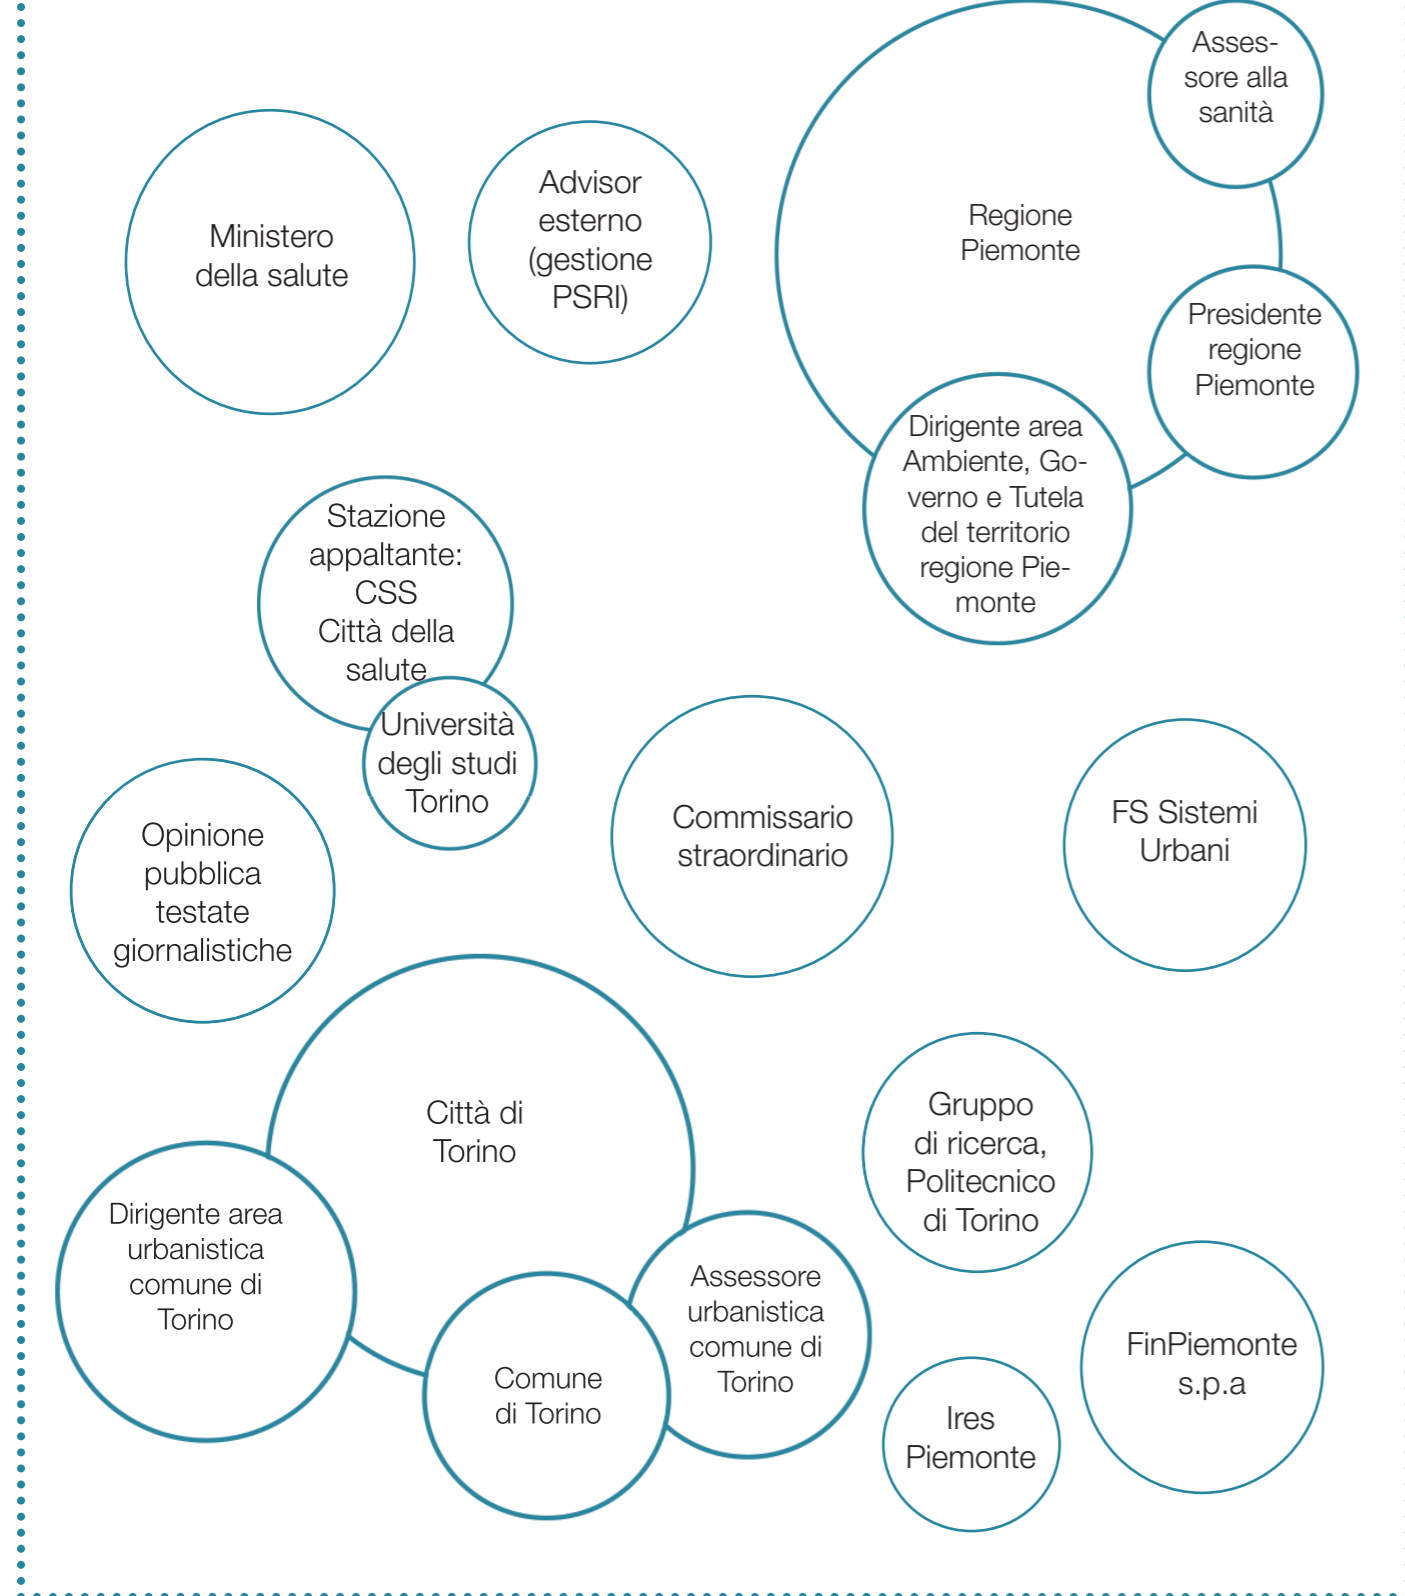 Asses-
sore alla
sanità
Ministero
della salute
Advisor
esterno
(gestione
PSRI)
Regione
Piemonte
Presidente
regione
Piemonte
Dirigente area
Ambiente, Go-
verno e Tutela
del territorio
regione Pie-
monte
Stazione
appaltante:
CSS
Città della
salute
Università
degli studi
Torino
Commissario
straordinario
FS Sistemi
Urbani
Opinione
pubblica
testate
giornalistiche
Città di
Torino
Gruppo
di ricerca,
Politecnico
di Torino
Dirigente area
urbanistica
comune di
Torino
Assessore
urbanistica
comune di
Torino
Comune
di Torino
FinPiemonte
s.p.a
Ires
Piemonte